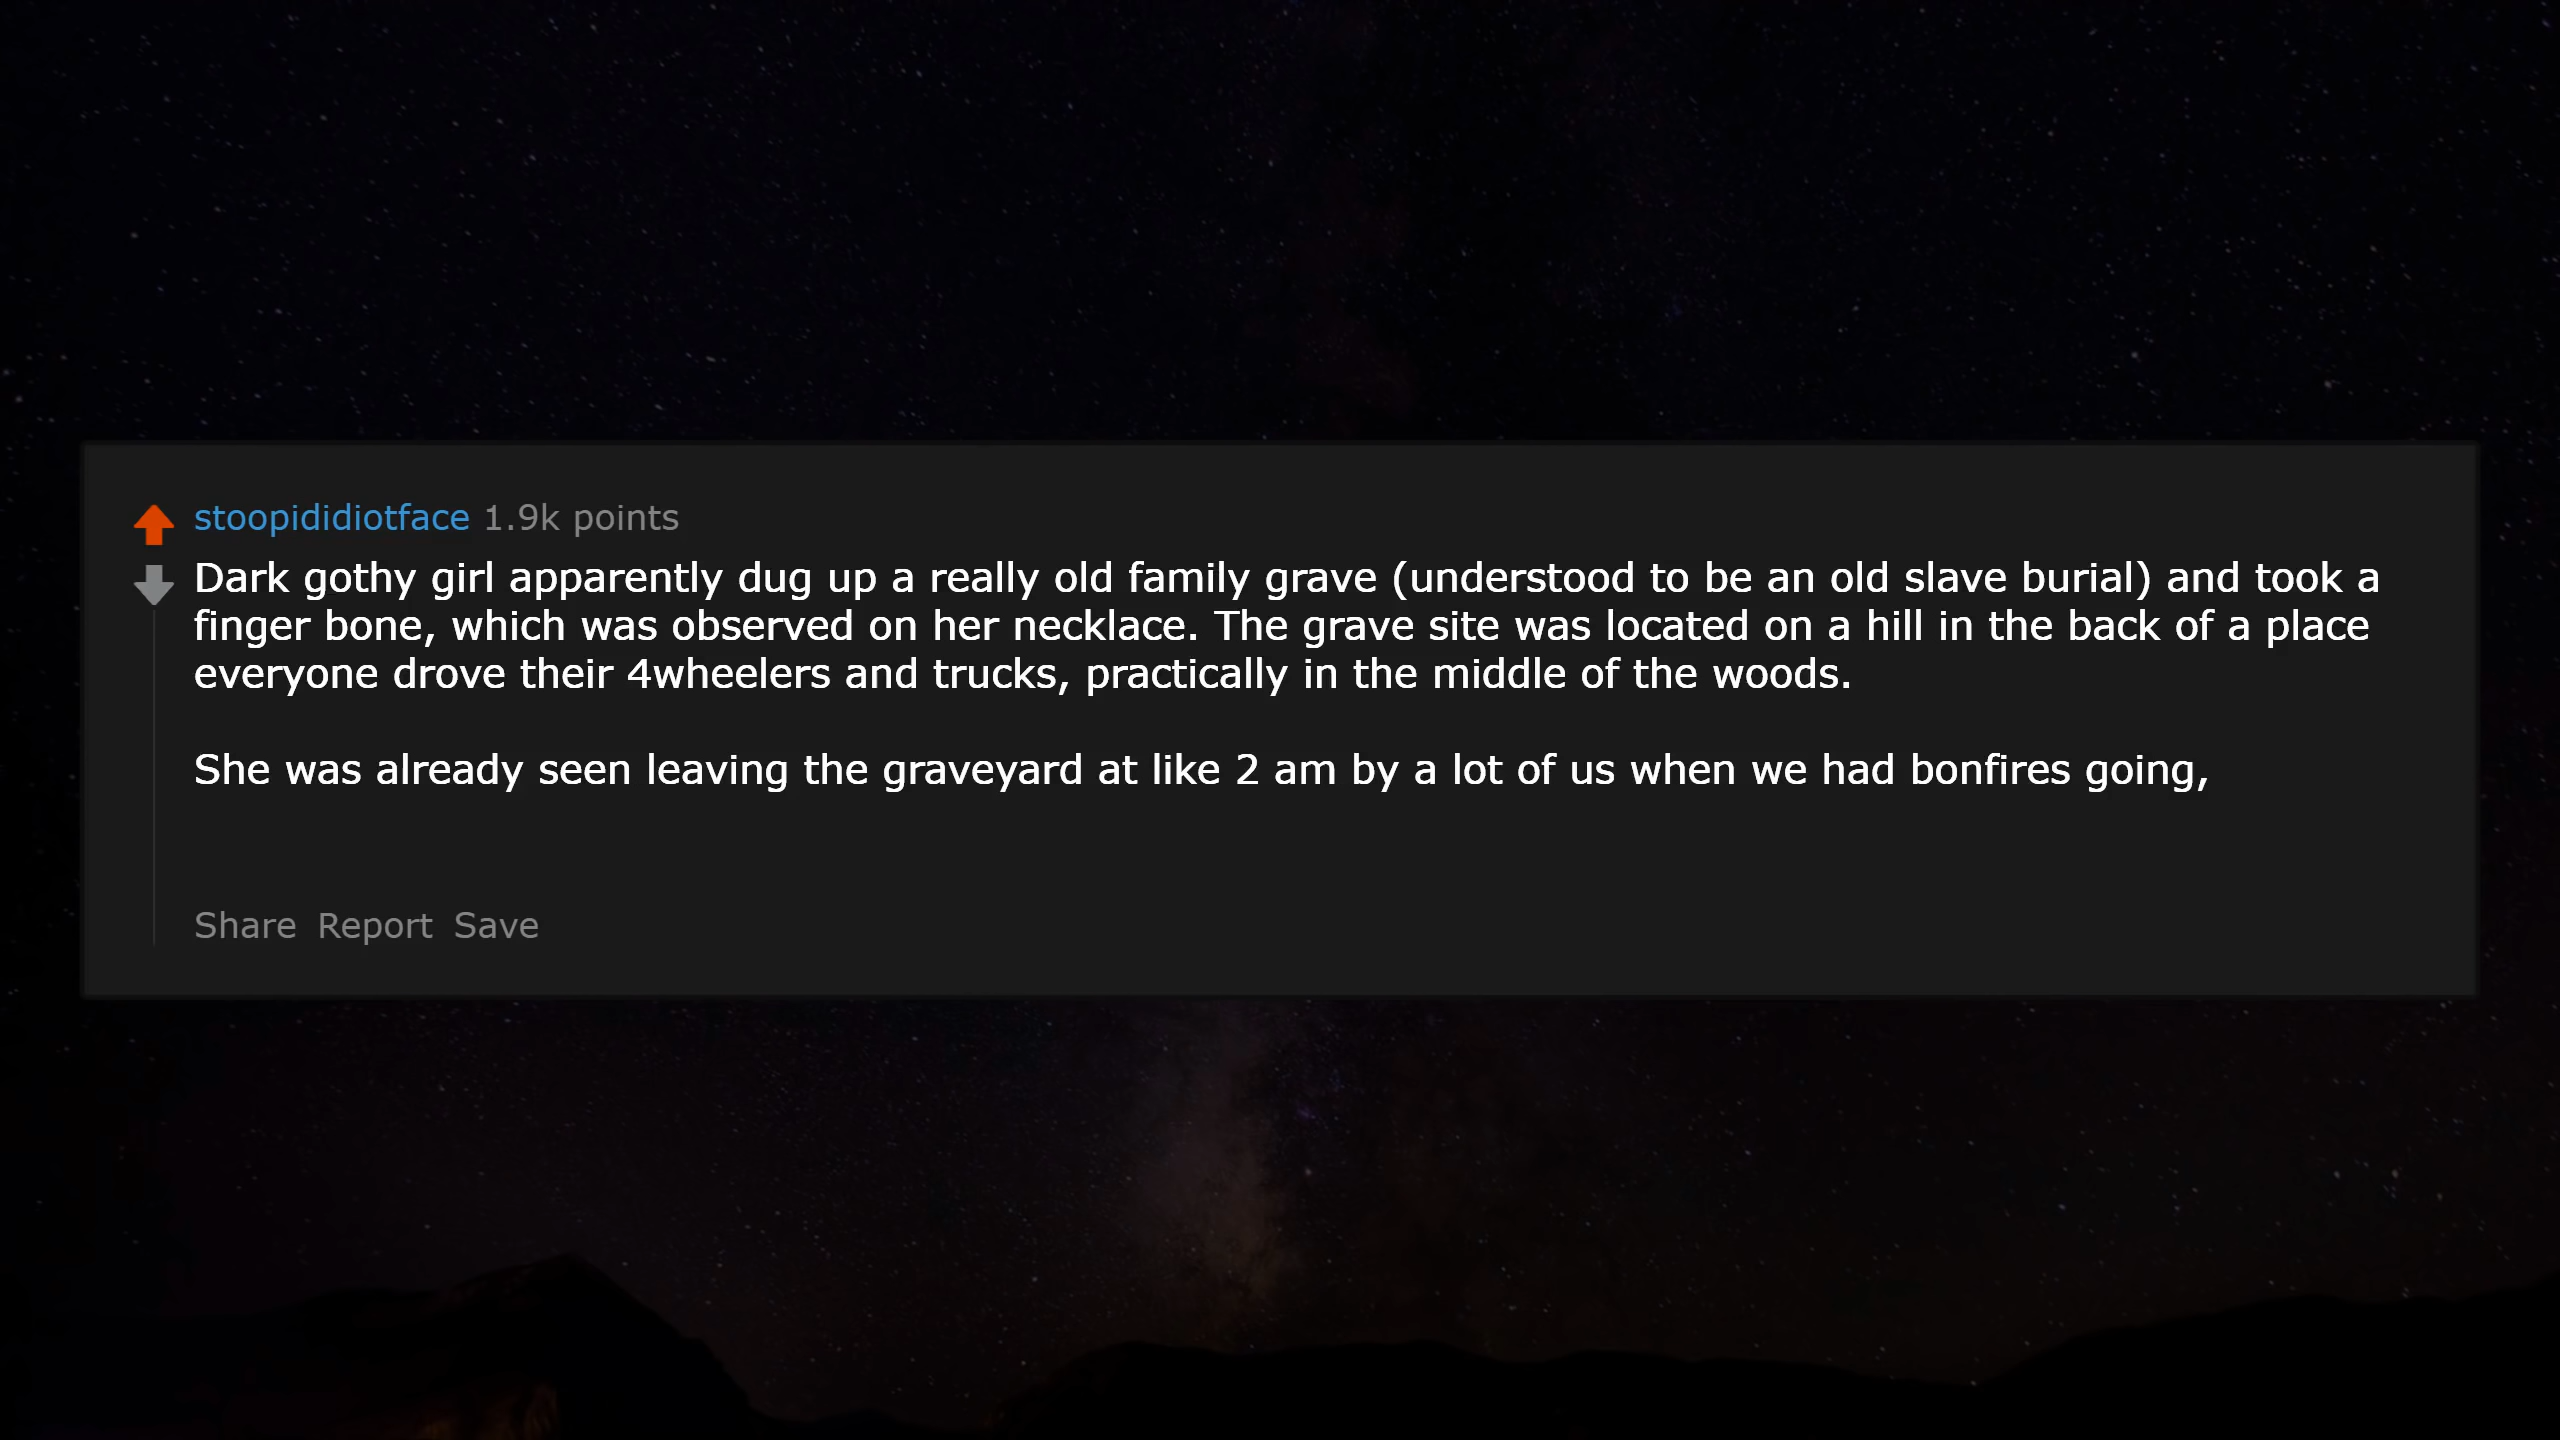 stoopididiotface 1.9k points
Dark gothy girl apparently dug up a really old family grave (understood to be an old slave burial) and took a
finger bone, which was observed on her necklace. The grave site was located on a hill in the back of a place
everyone drove their 4wheelers and trucks, practically in the middle of the woods.
She was already seen leaving the graveyard at like 2 am by a lot of us when we had bonfires going,
Share Report Save